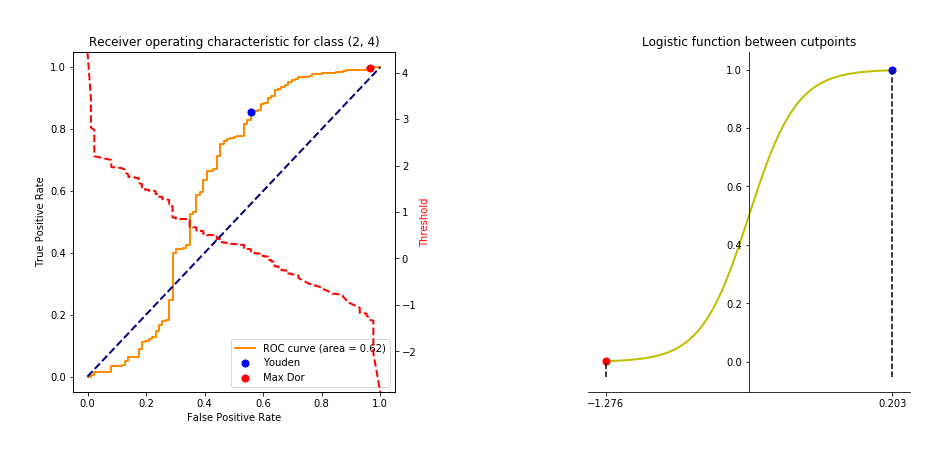 Receiver operating characteristic for class (2, 4)
1.0
0.8
0.6
0.4
0.2
0.0
True Positive Rate
0.0 0.2 0.4 0.6 0.8 1.0
False Positive Rate
4
3
2
1
0
−1
−2
Threshold
ROC curve (area = 0.62)
Youden
Max Dor
Logistic function between cutpoints
1.0
0.8
0.6
0.4
0.2
0.0
−1.276 0.203